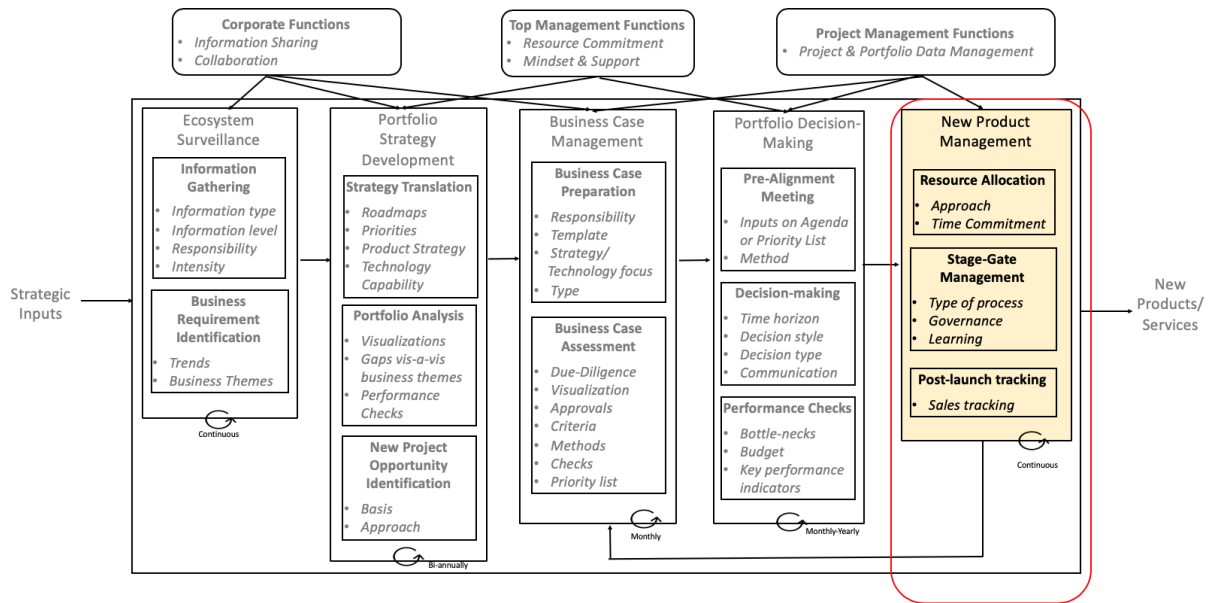 Corporate Functions
• Information Sharing
• Collaboration
Top Management Functions
• Resource Commitment
• Mindset & Support
Project Management Functions
• Project & Portfolio Data Management
Strategic
Inputs
Ecosystem
Surveillance
Information
Gathering
• Information type
• Information level
• Responsibility
• Intensity
Business
Requirement
Identification
• Trends
• Business Themes
Continuous
Portfolio
Strategy
Development
Strategy Translation
• Roadmaps
• Priorities
• Product Strategy
• Technology
Capability
Portfolio Analysis
• Visualizations
• Gaps vis-a-vis
business themes
• Performance
Checks
New Project
Opportunity
Identification
• Basis
• Approach
Bi-annually
Business Case
Management
Business Case
Preparation
• Responsibility
• Template
• Strategy/
Technology focus
• Type
Business Case
Assessment
• Due-Diligence
• Visualization
• Approvals
• Criteria
• Methods
• Checks
• Priority list
Monthly
Portfolio Decision-
Making
Pre-Alignment
Meeting
• Inputs on Agenda
or Priority List
• Method
Decision-making
• Time horizon
• Decision style
• Decision type
• Communication
Performance Checks
• Bottle-necks
• Budget
• Key performance
indicators
Monthly-Yearly
New Product
Management
Resource Allocation
• Approach
• Time Commitment
Stage-Gate
Management
• Type of process
• Governance
• Learning
Post-launch tracking
• Sales tracking
Continuous
New
Products/
Services